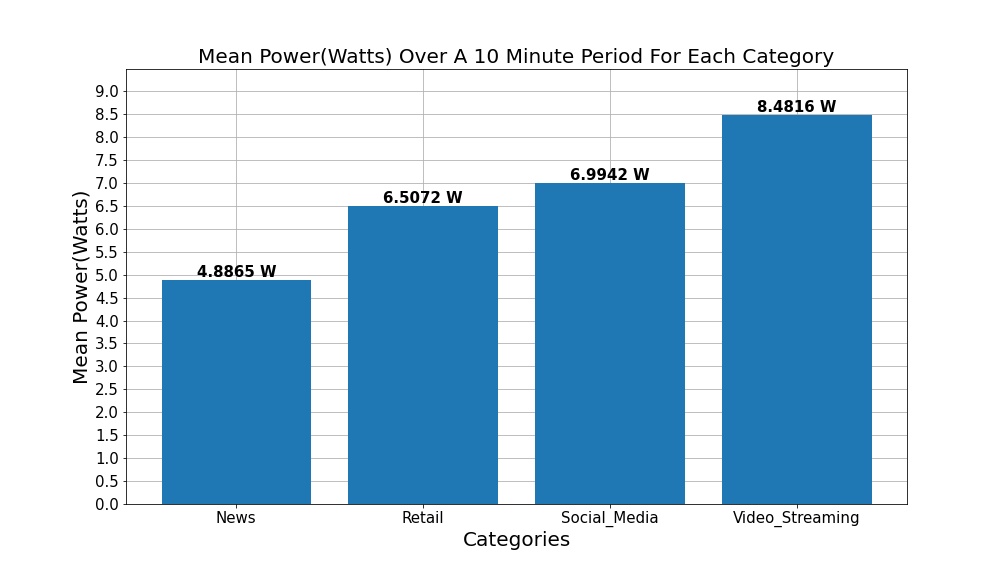 Mean Power(Watts) Over A 10 Minute Period For Each Category
Mean Power(Watts)
9.0
8.5
8.0
7.5
7.0
6.5
6.0
5.5
5.0
4.5
4.0
3.5
3.0
2.5
2.0
1.5
1.0
0.5
0.0
4.8865 W
6.5072 W
6.9942 W
8.4816 W
News
Retail
Social_Media
Video_Streaming
Categories